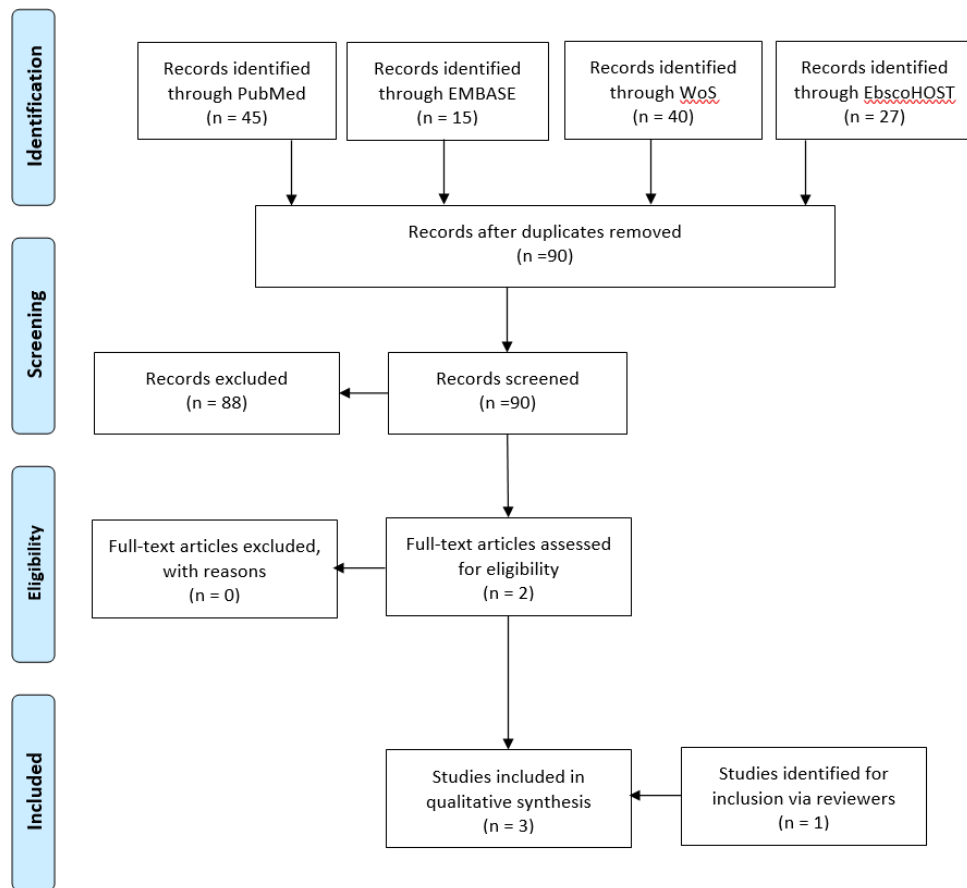 Identification
Records identified
through PubMed
(n = 45)
Records identified
through EMBASE
(n = 15)
Records identified
through WoS
(n = 40)
Records identified
through EbscoHOST
(n = 27)
Records after duplicates removed
(n =90)
Screening
Records excluded
(n = 88)
Records screened
(n =90)
Eligibility
Full-text articles excluded,
with reasons
(n = 0)
Full-text articles assessed
for eligibility
(n = 2)
Included
Studies included in
qualitative synthesis
(n = 3)
Studies identified for
inclusion via reviewers
(n = 1)